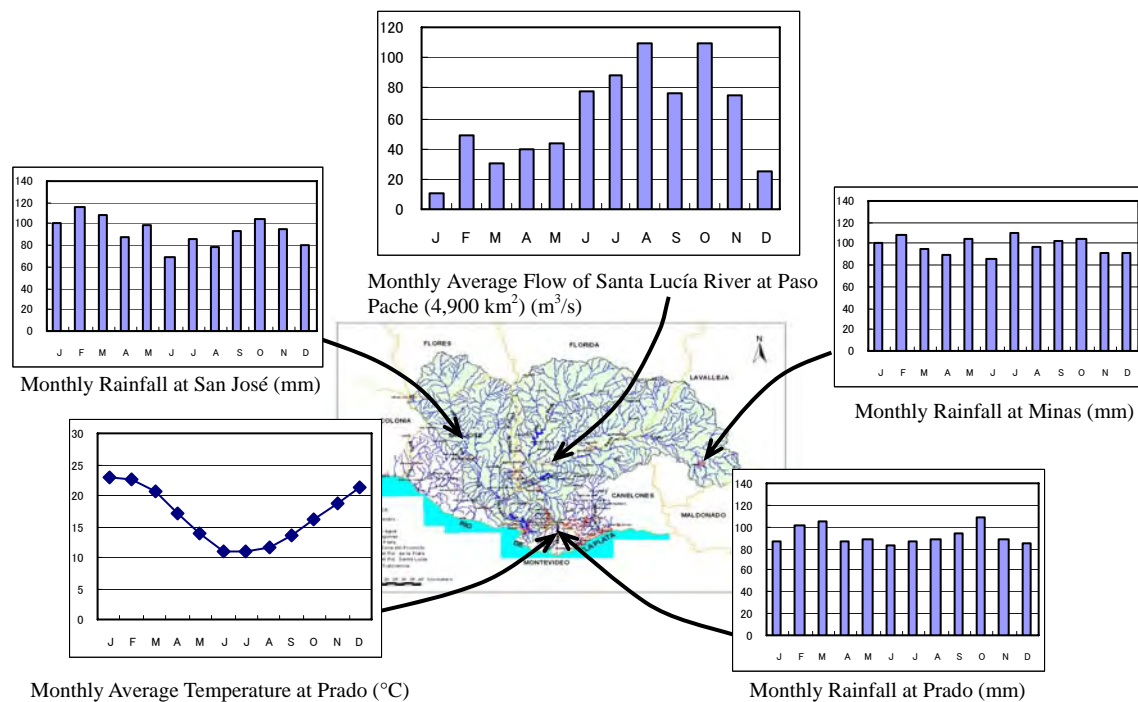 120
100
80
60
40
20
0
J F M A M J J A S O N D
Monthly Average Flow of Santa Lucía River at Paso
Pache (4,900 km²) (m³/s)
140
120
100
80
60
40
20
0
J F M A M J J A S O N D
Monthly Rainfall at San José (mm)
140
120
100
80
60
40
20
0
J F M A M J J A S O N D
Monthly Rainfall at Minas (mm)
N
FLORES
FLORIDA
LAVALLEJA
COLONIA
CANELONES
MALDONADO
RIO
DE
LA PLATA
MONTEVIDEO
30
25
20
15
10
5
0
J F M A M J J A S O N D
Monthly Average Temperature at Prado (°C)
140
120
100
80
60
40
20
0
J F M A M J J A S O N D
Monthly Rainfall at Prado (mm)